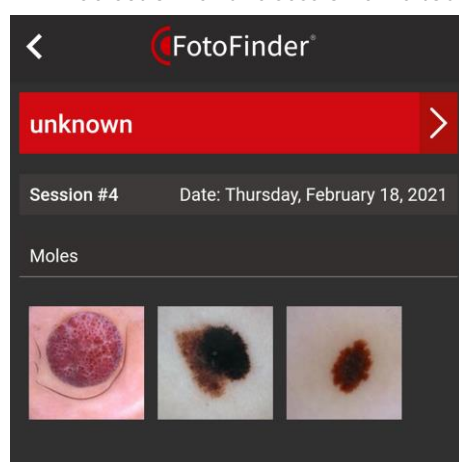 FotoFinder®
unknown
Session #4 Date: Thursday, February 18, 2021
Moles